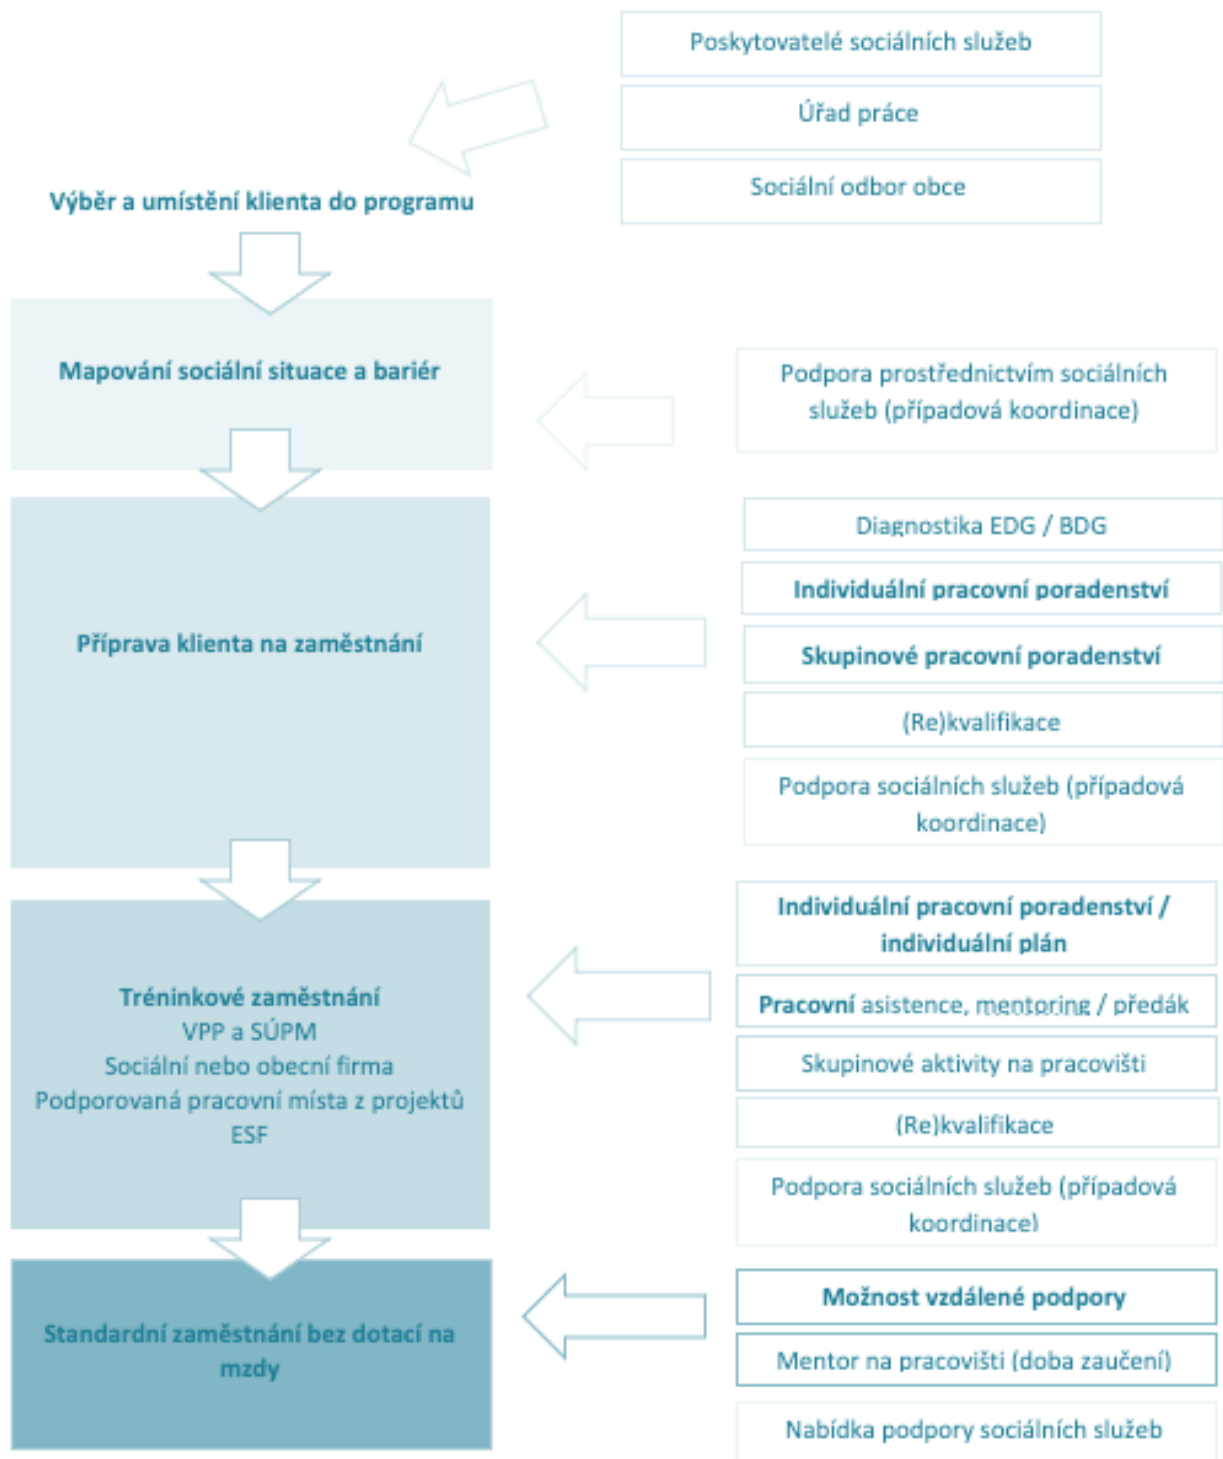 Poskytovatelé sociálních služeb
Úřad práce
Sociální odbor obce
Výběr a umístění klienta do programu
Mapování sociální situace a bariér
Podpora prostřednictvím sociálních
služeb (případová koordinace)
Příprava klienta na zaměstnání
Diagnostika EDG / BDG
Individuální pracovní poradenství
Skupinové pracovní poradenství
(Re)kvalifikace
Podpora sociálních služeb (případová
koordinace)
Tréninkové zaměstnání
VPP a SÚPM
Sociální nebo obecní firma
Podporovaná pracovní místa z projektů
ESF
Individuální pracovní poradenství /
individuální plán
Pracovní asistence, mentoring / předák
Skupinové aktivity na pracovišti
(Re)kvalifikace
Podpora sociálních služeb (případová
koordinace)
Standardní zaměstnání bez dotací na
mzdy
Možnost vzdálené podpory
Mentor na pracovišti (doba zaučení)
Nabídka podpory sociálních služeb